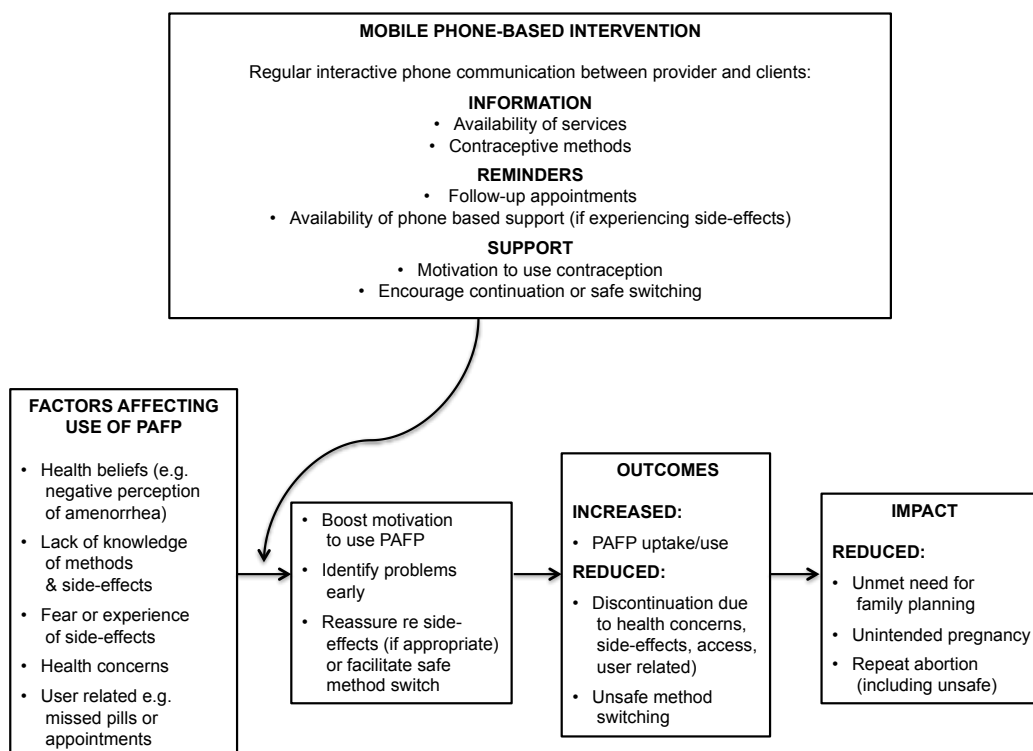 MOBILE PHONE-BASED INTERVENTION
Regular interactive phone communication between provider and clients:
INFORMATION
• Availability of services
• Contraceptive methods
REMINDERS
• Follow-up appointments
• Availability of phone based support (if experiencing side-effects)
SUPPORT
• Motivation to use contraception
• Encourage continuation or safe switching
FACTORS AFFECTING
USE OF PAFP
• Health beliefs (e.g.
negative perception
of amenorrhea)
• Lack of knowledge
of methods
& side-effects
• Fear or experience
of side-effects
• Health concerns
• User related e.g.
missed pills or
appointments
• Boost motivation
to use PAFP
• Identify problems
early
• Reassure re side-
effects (if appropriate)
or facilitate safe
method switch
OUTCOMES
INCREASED:
• PAFP uptake/use
REDUCED:
• Discontinuation due
to health concerns,
side-effects, access,
user related)
• Unsafe method
switching
IMPACT
REDUCED:
• Unmet need for
family planning
• Unintended pregnancy
• Repeat abortion
(including unsafe)